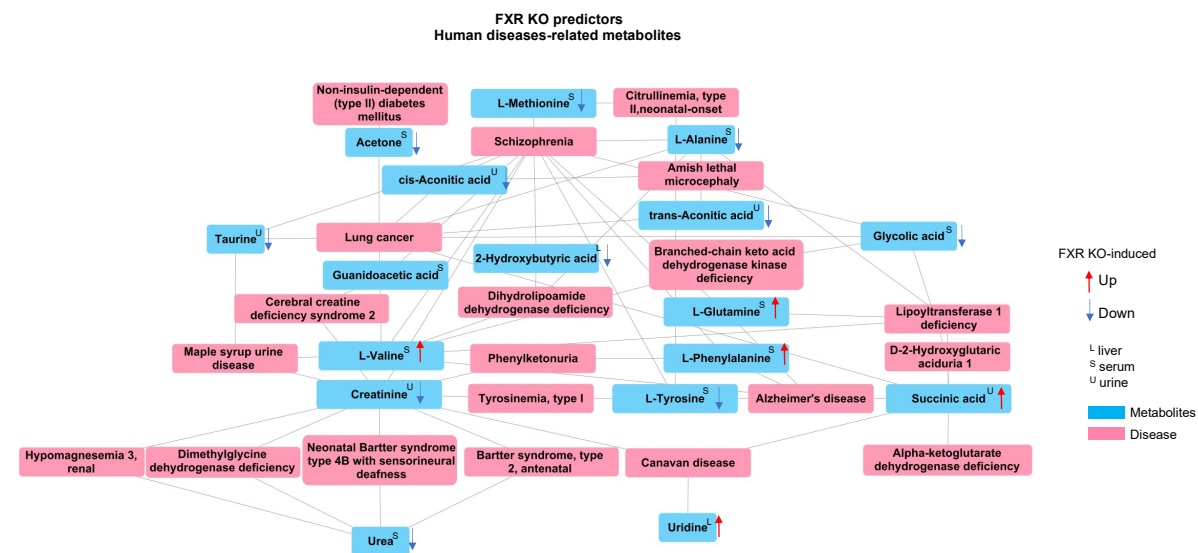 FXR KO predictors
Human diseases-related metabolites
Non-insulin-dependent
(type II) diabetes
mellitus
L-Methionine S
Citrullinemia, type
II,neonatal-onset
Acetone S
Schizophrenia
L-Alanine S
cis-Aconitic acid U
Amish lethal
microcephaly
trans-Aconitic acid U
Taurine U
Lung cancer
Glycolic acid S
2-Hydroxybutyric acid L
Branched-chain keto acid
dehydrogenase kinase
deficiency
FXR KO-induced
Up
Down
Guanidoacetic acid S
Cerebral creatine
deficiency syndrome 2
Dihydrolipoamide
dehydrogenase deficiency
L-Glutamine S
Lipoyltransferase 1
deficiency
Maple syrup urine
disease
L-Valine S
Phenylketonuria
L-Phenylalanine S
D-2-Hydroxyglutaric
aciduria 1
L liver
S serum
U urine
Creatinine U
Tyrosinemia, type I
L-Tyrosine S
Alzheimer's disease
Succinic acid U
Metabolites
Disease
Hypomagnesemia 3,
renal
Dimethylglycine
dehydrogenase deficiency
Neonatal Bartter syndrome
type 4B with sensorineural
deafness
Bartter syndrome, type
2, antenatal
Canavan disease
Alpha-ketoglutarate
dehydrogenase deficiency
Urea S
Uridine L